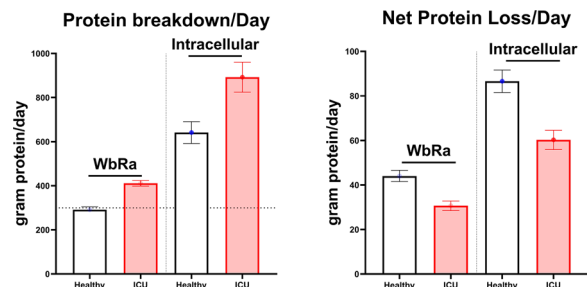 Protein breakdown/Day
1000
800
600
400
200
0
gram protein/day
WbRa
Intracellular
Healthy
ICU
Healthy
ICU
Net Protein Loss/Day
100
80
60
40
20
0
gram protein/day
WbRa
Intracellular
Healthy
ICU
Healthy
ICU